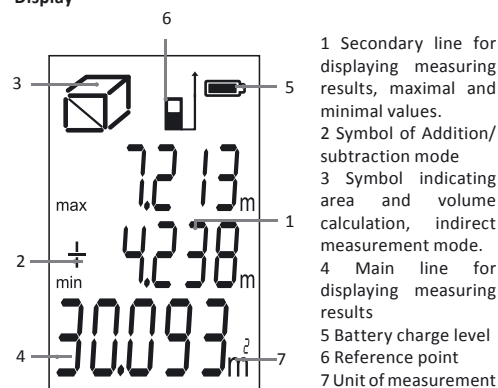 Display
6
3
5
7.213m
max
1
4.238m
2
min
30.093m²
4
7
1 Secondary line for
displaying measuring
results, maximal and
minimal values.
2 Symbol of Addition/
subtraction mode
3 Symbol indicating
area and volume
calculation, indirect
measurement mode.
4 Main line for
displaying measuring
results
5 Battery charge level
6 Reference point
7 Unit of measurement